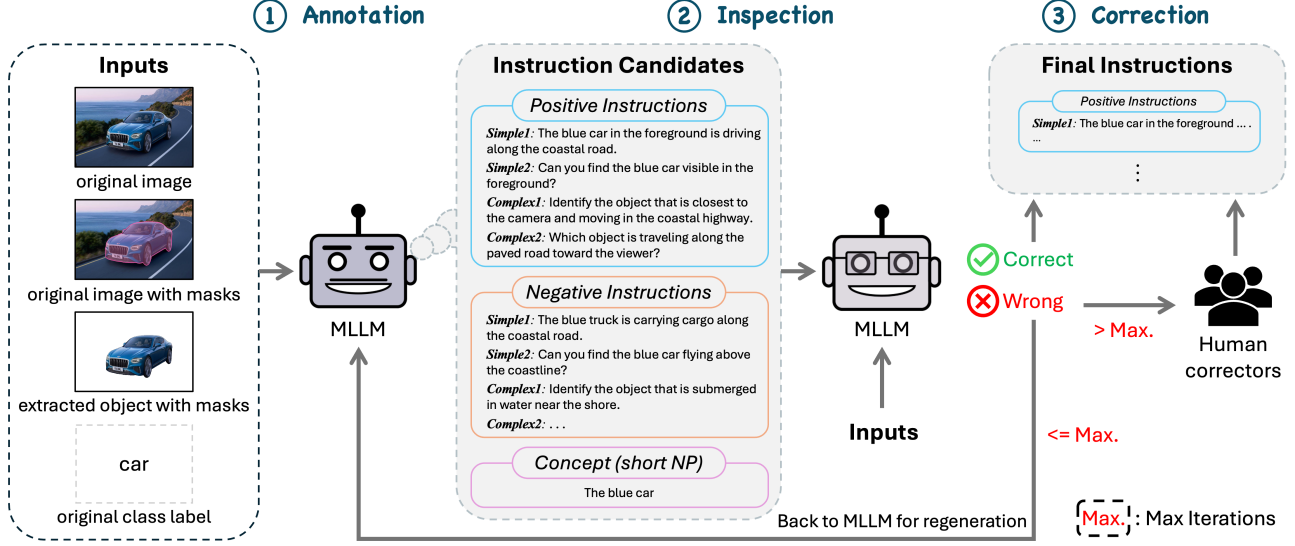 1 Annotation
2 Inspection
3 Correction
Inputs
original image
original image with masks
extracted object with masks
car
original class label
MLLM
Instruction Candidates
Positive Instructions
Simple1: The blue car in the foreground is driving
along the coastal road.
Simple2: Can you find the blue car visible in the
foreground?
Complex1: Identify the object that is closest to
the camera and moving in the coastal highway.
Complex2: Which object is traveling along the
paved road toward the viewer?
Negative Instructions
Simple1: The blue truck is carrying cargo along
the coastal road.
Simple2: Can you find the blue car flying above
the coastline?
Complex1: Identify the object that is submerged
in water near the shore.
Complex2: . . .
Concept (short NP)
The blue car
MLLM
Inputs
Final Instructions
Positive Instructions
Simple1: The blue car in the foreground ... .
...
⋮
Correct
Wrong
> Max.
Human
correctors
<= Max.
Back to MLLM for regeneration
Max. : Max Iterations